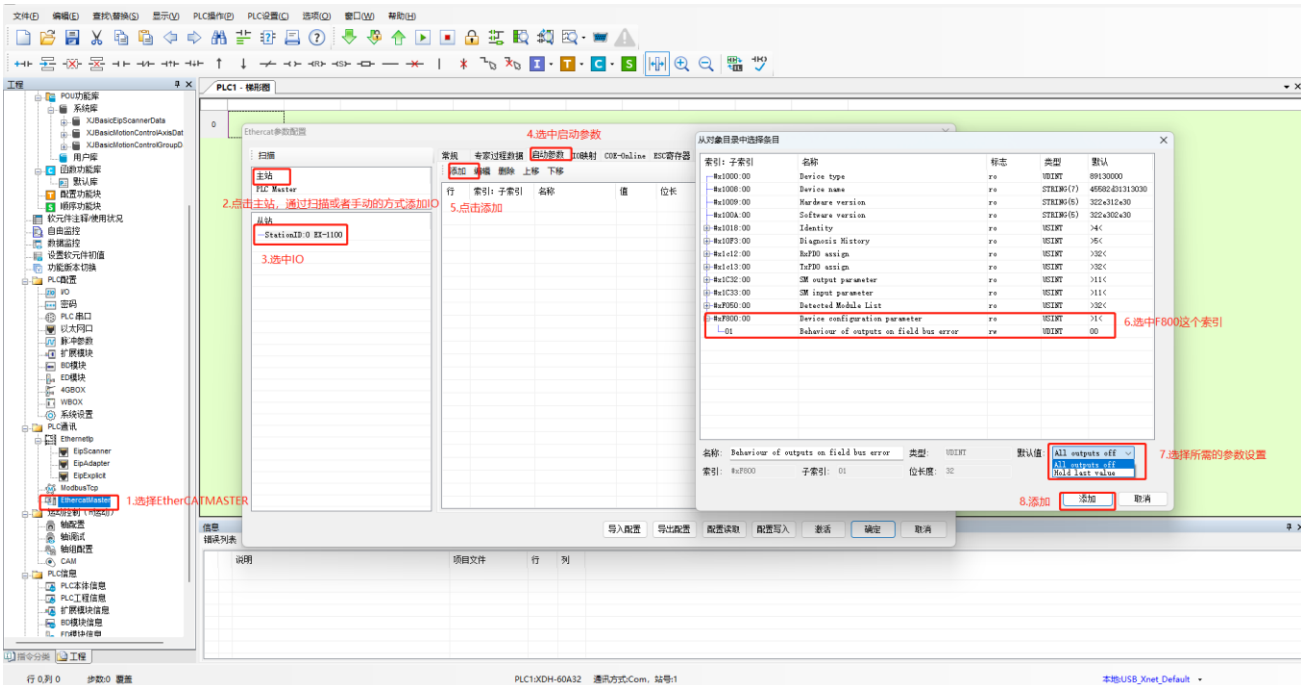 文件(F) 编辑(E) 查找\替换(S) 显示(V) PLC操作(P) PLC设置(C) 选项(O) 窗口(W) 帮助(H)
工程
PLC1 - 梯形图
POU功能库
系统库
XJBasicEipScannerData
XJBasicMotionControlAxisDat
XJBasicMotionControlGroupD
用户库
函数功能库
默认库
配置功能块
顺序功能块
软元件注释/使用状况
自由监控
数据监控
设置软元件初值
功能版本切换
PLC配置
I/O
密码
PLC 串口
以太网口
脉冲参数
扩展模块
BD模块
ED模块
4GBOX
WBOX
系统设置
PLC通讯
Ethernetip
EipScanner
EipAdapter
EipExplicit
ModbusTcp
EthercatMaster
1.选择EtherCATMASTER
运动控制
轴配置
轴调试
轴组配置
CAM
PLC信息
PLC本体信息
PLC工程信息
扩展模块信息
BD模块信息
ED模块信息
指令分类 工程
0
Ethercat参数配置
扫描
主站
PLC Master
2.点击主站，通过扫描或者手动的方式添加IO
从站
StationID:0 EX-1100
3.选中IO
4.选中启动参数
常规 专家过程数据 启动参数 IO映射 COE-Online ESC寄存器
添加 编辑 删除 上移 下移
行 索引: 子索引 名称 值 位长
5.点击添加
导入配置 导出配置 配置读取 配置写入 激活 确定 取消
从对象目录中选择条目
索引: 子索引 名称 标志 类型 默认
#x1000:00 Device type ro UDINT 89130000
#x1008:00 Device name ro STRING(7) 45582d31313030
#x1009:00 Hardware version ro STRING(5) 322e312e30
#x100A:00 Software version ro STRING(5) 322e302e30
#x1018:00 Identity ro USINT >4<
#x10F3:00 Diagnosis History ro USINT >5<
#x1c12:00 RxPDO assign ro USINT >32<
#x1c13:00 TxPDO assign ro USINT >32<
#x1C32:00 SM output parameter ro USINT >11<
#x1C33:00 SM input parameter ro USINT >11<
#xF050:00 Detected Module List ro USINT >32<
#xF800:00 Device configuration parameter ro USINT >1<
01 Behaviour of outputs on field bus error rw UDINT 00
6.选中F800这个索引
名称: Behaviour of outputs on field bus error 类型: UDINT 默认值: All outputs off
All outputs off
Hold last value
7.选择所需的参数设置
索引: #xF800 子索引: 01 位长度: 32
8.添加
添加 取消
信息
错误列表
说明 项目文件 行 列
行 0,列 0 步数:0 覆盖 PLC1:XDH-60A32 通讯方式:Com, 站号:1 本地:USB_Xnet_Default